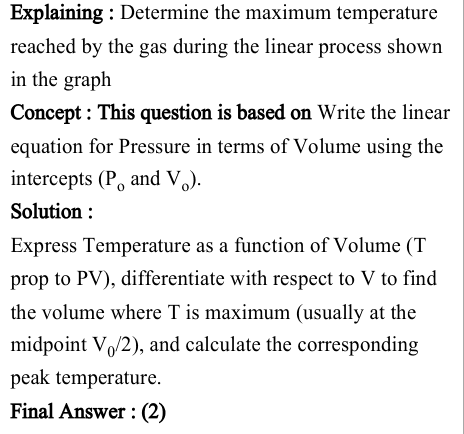 Explaining : Determine the maximum temperature
reached by the gas during the linear process shown
in the graph
Concept : This question is based on Write the linear
equation for Pressure in terms of Volume using the
intercepts (P₀ and V₀).
Solution :
Express Temperature as a function of Volume (T
prop to PV), differentiate with respect to V to find
the volume where T is maximum (usually at the
midpoint V₀/2), and calculate the corresponding
peak temperature.
Final Answer : (2)